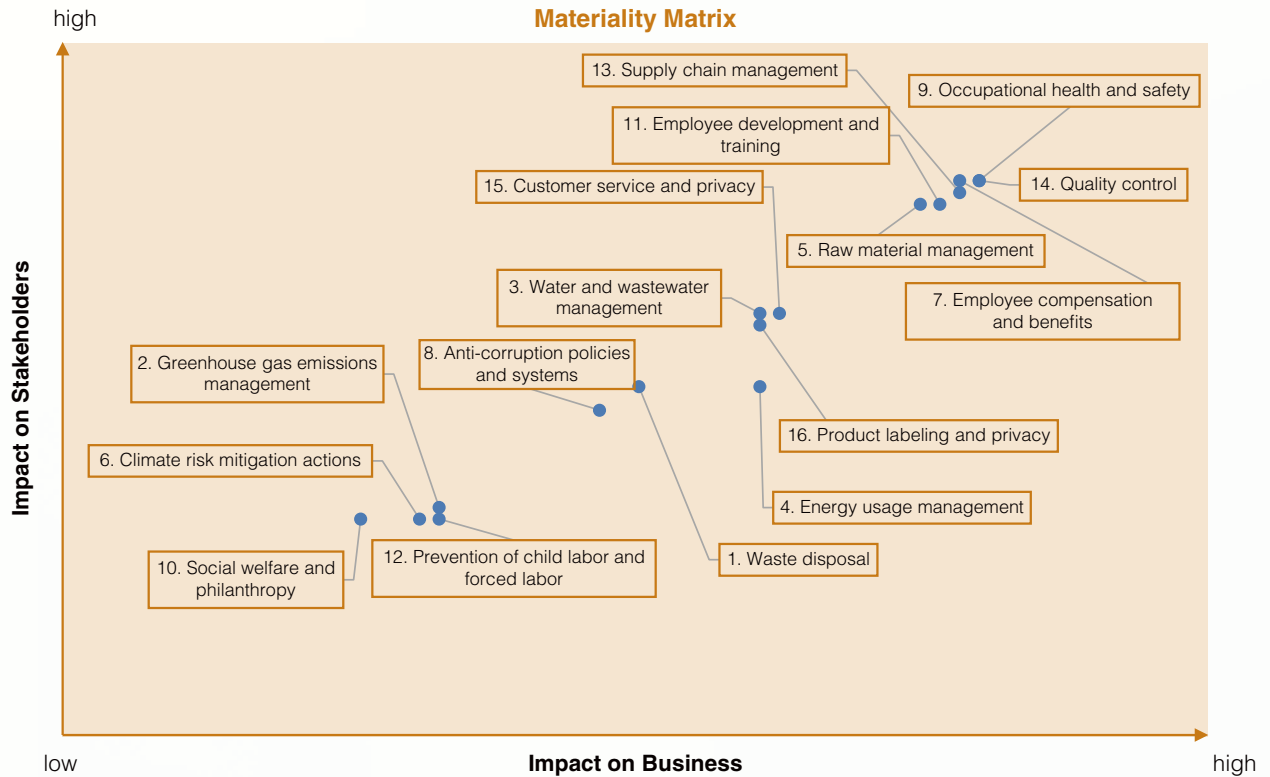 high
Materiality Matrix
13. Supply chain management
9. Occupational health and safety
11. Employee development and
training
15. Customer service and privacy
14. Quality control
5. Raw material management
3. Water and wastewater
management
7. Employee compensation
and benefits
8. Anti-corruption policies
and systems
2. Greenhouse gas emissions
management
16. Product labeling and privacy
6. Climate risk mitigation actions
4. Energy usage management
12. Prevention of child labor and
forced labor
1. Waste disposal
10. Social welfare and
philanthropy
Impact on Stakeholders
low
Impact on Business
high